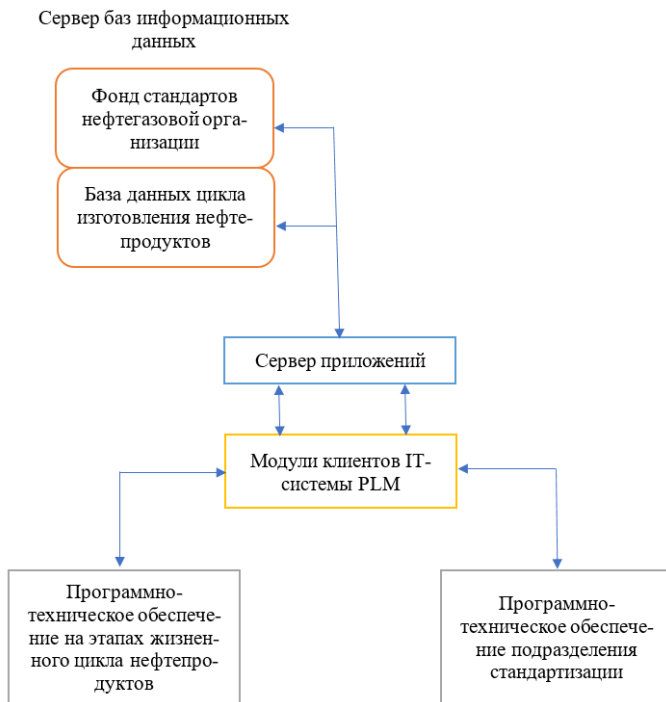 Сервер баз информационных
данных
Фонд стандартов
нефтегазовой орга-
низации
База данных цикла
изготовления нефте-
продуктов
Сервер приложений
Модули клиентов IT-
системы PLM
Программно-
техническое обеспече-
ние на этапах жизнен-
ного цикла нефтепро-
дуктов
Программно-
техническое обеспече-
ние подразделения
стандартизации